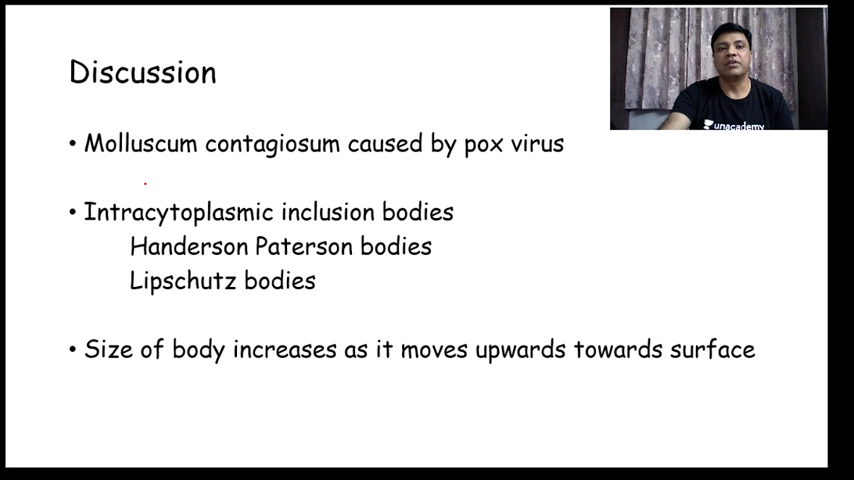 Discussion
• Molluscum contagiosum caused by pox virus
• Intracytoplasmic inclusion bodies
Handerson Paterson bodies
Lipschutz bodies
• Size of body increases as it moves upwards towards surface
unacademy